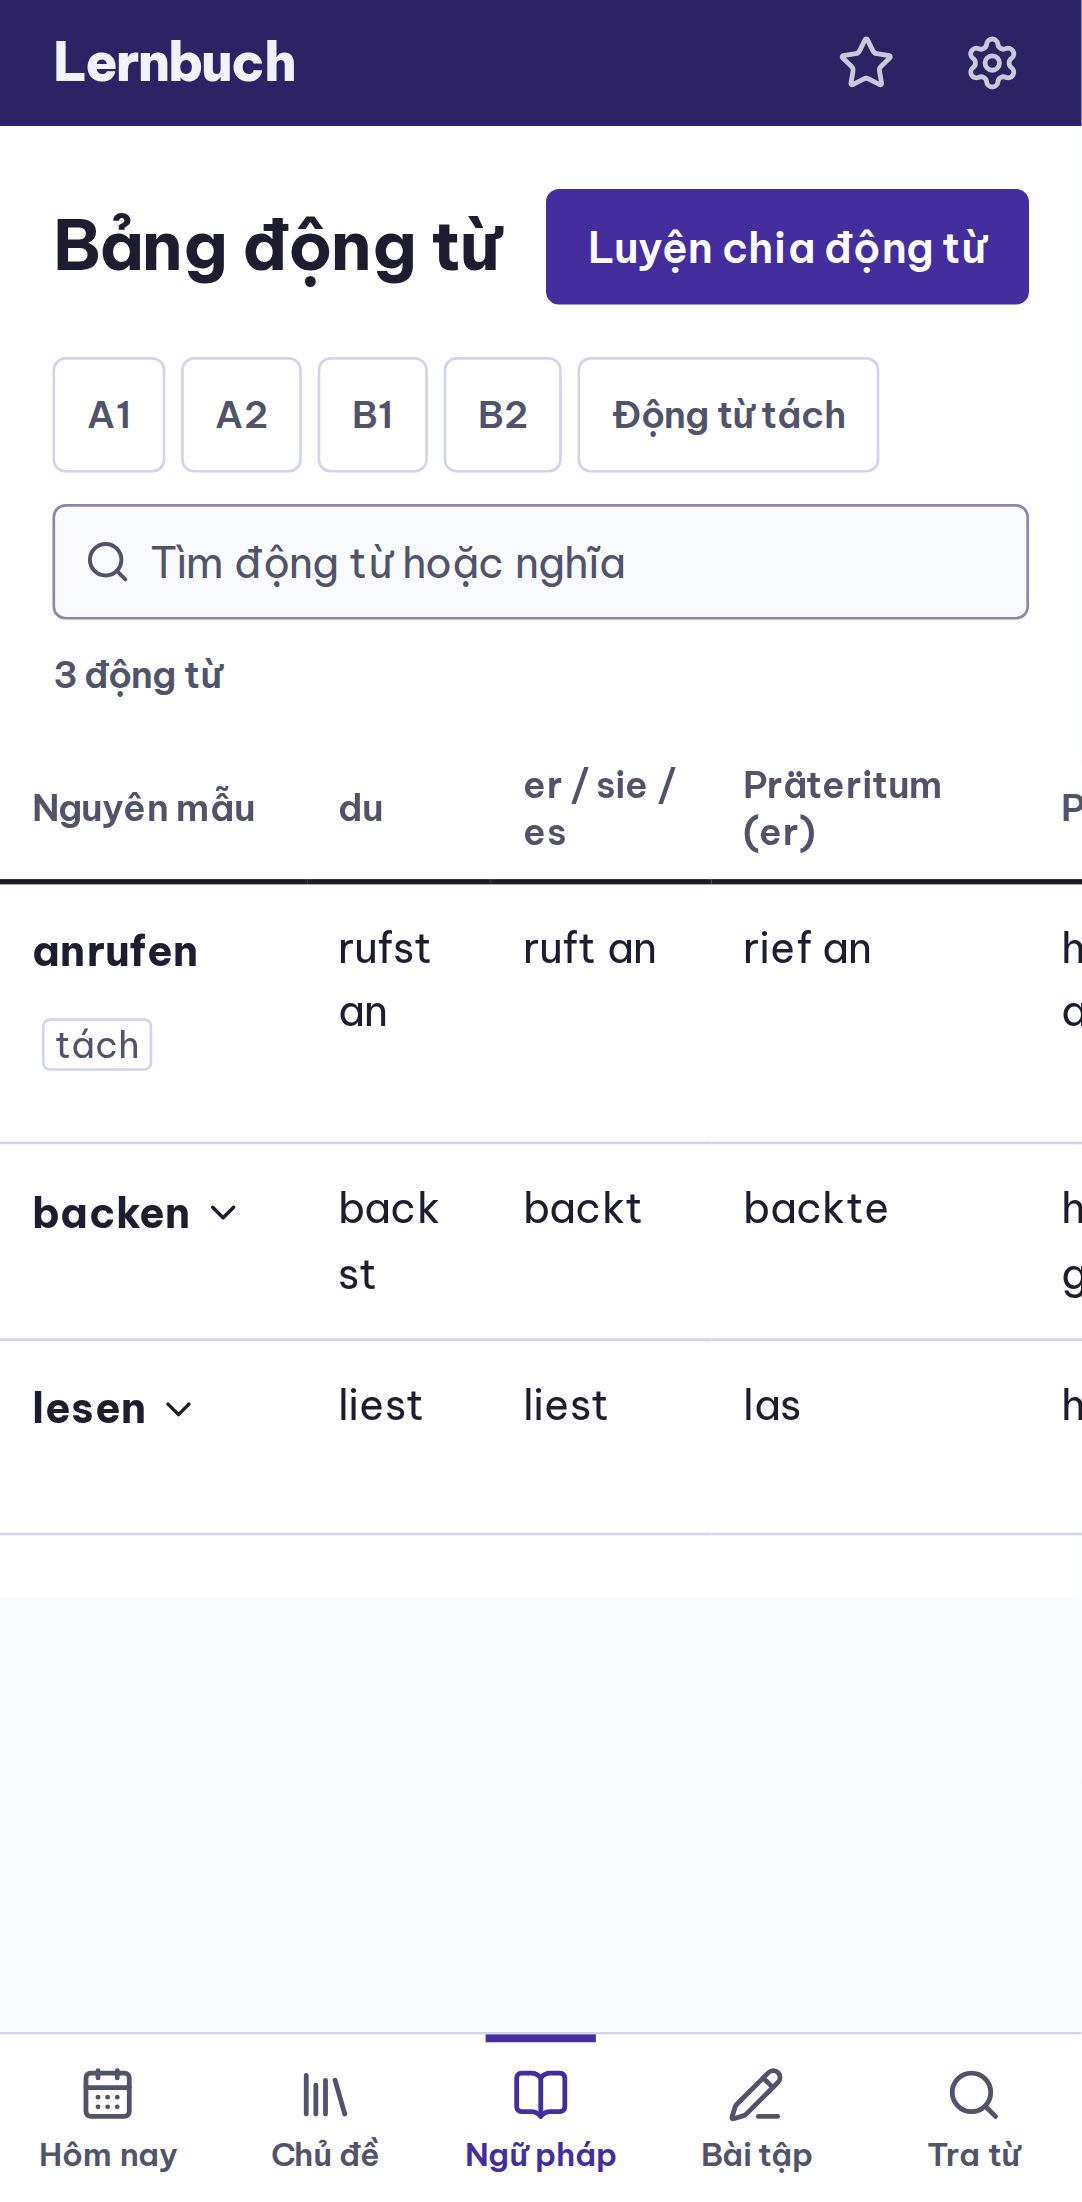 Lernbuch
Bảng động từ
Luyện chia động từ
A1 A2 B1 B2 Động từ tách
Tìm động từ hoặc nghĩa
3 động từ
Nguyên mẫu du er / sie / es Präteritum (er) P
anrufen rufst an ruft an rief an h a
tách
backen back st backt backte h g
lesen liest liest las h
Hôm nay Chủ đề Ngữ pháp Bài tập Tra từ